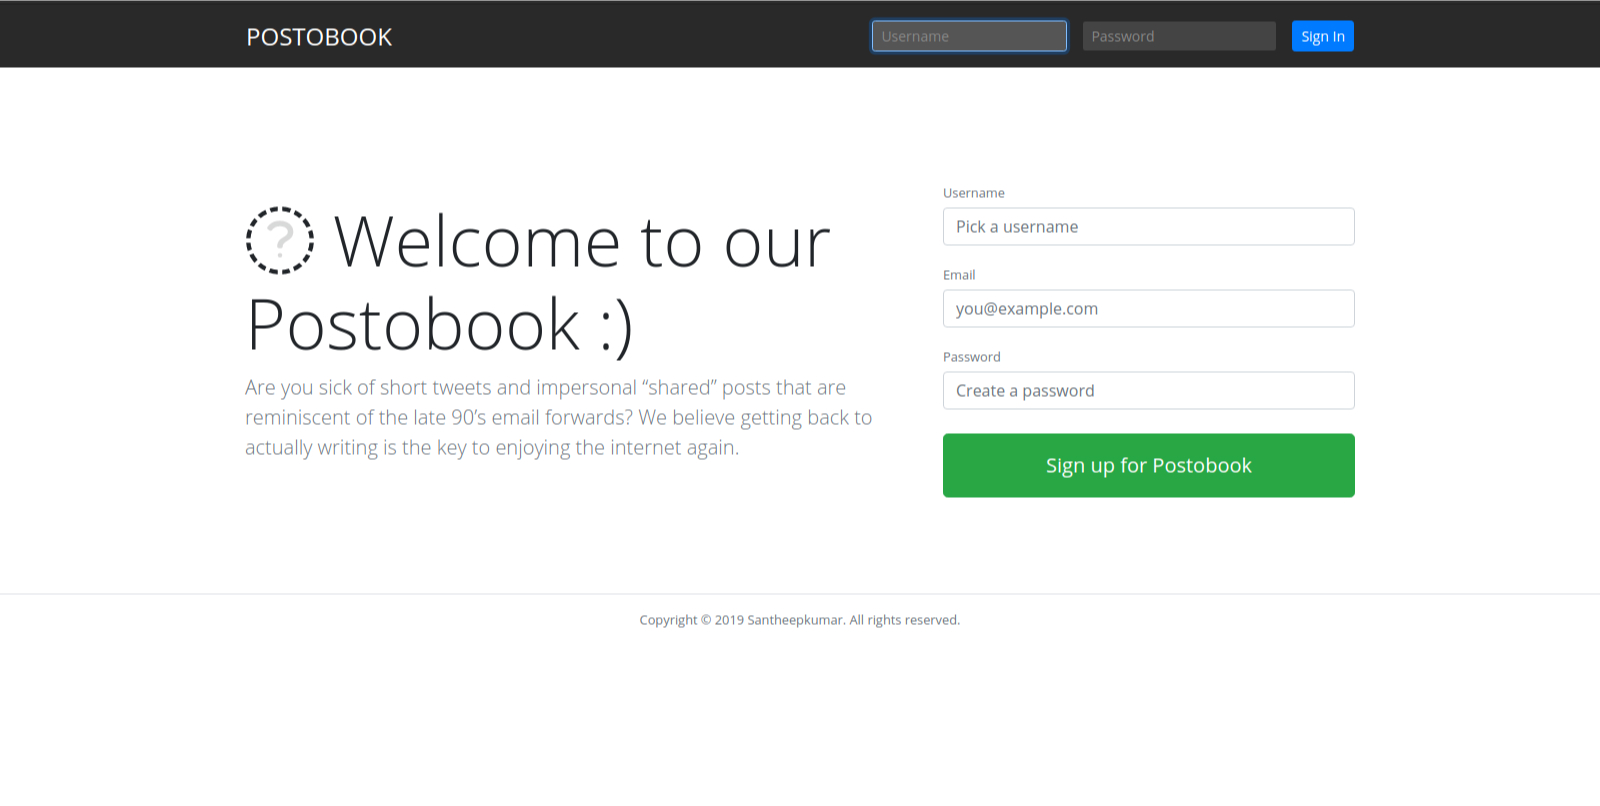 POSTOBOOK
Username
Password
Sign In
? Welcome to our
Postobook :)
Are you sick of short tweets and impersonal “shared” posts that are
reminiscent of the late 90’s email forwards? We believe getting back to
actually writing is the key to enjoying the internet again.
Username
Pick a username
Email
you@example.com
Password
Create a password
Sign up for Postobook
Copyright © 2019 Santheepkumar. All rights reserved.